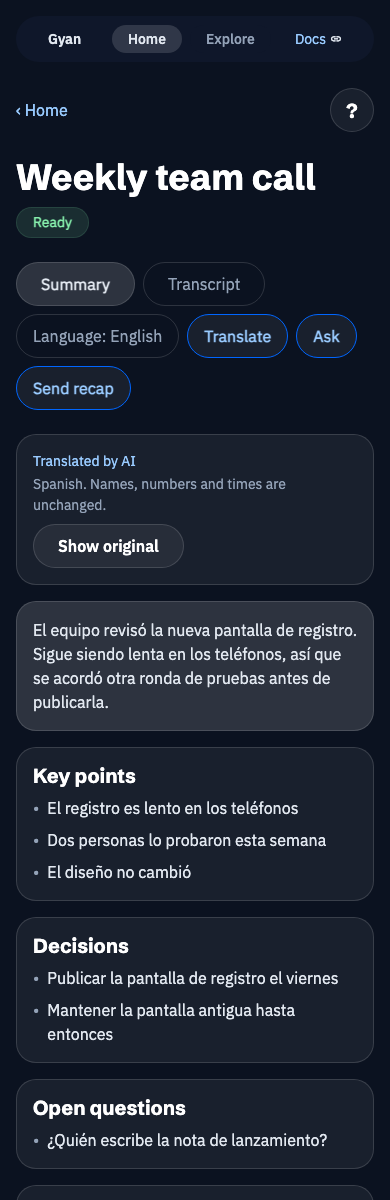 Gyan
Home
Explore
Docs
‹ Home
?
Weekly team call
Ready
Summary
Transcript
Language: English
Translate
Ask
Send recap
Translated by AI
Spanish. Names, numbers and times are
unchanged.
Show original
El equipo revisó la nueva pantalla de registro.
Sigue siendo lenta en los teléfonos, así que
se acordó otra ronda de pruebas antes de
publicarla.
Key points
• El registro es lento en los teléfonos
• Dos personas lo probaron esta semana
• El diseño no cambió
Decisions
• Publicar la pantalla de registro el viernes
• Mantener la pantalla antigua hasta
entonces
Open questions
• ¿Quién escribe la nota de lanzamiento?